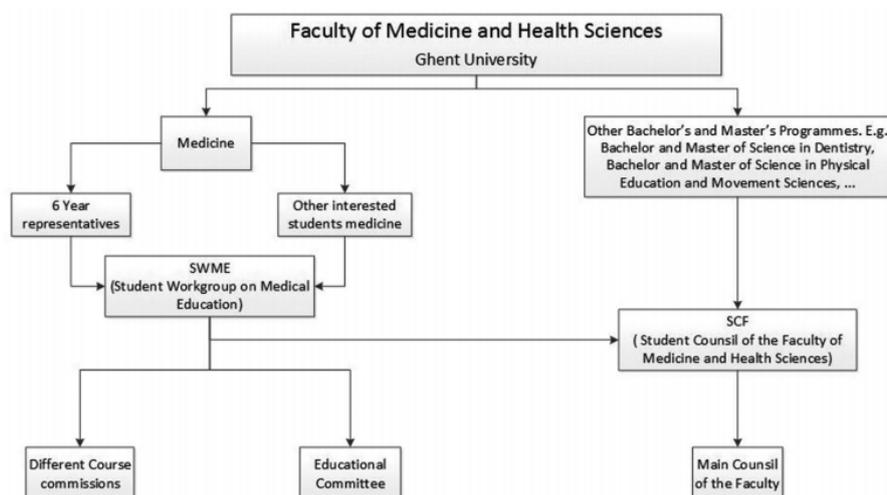 Faculty of Medicine and Health Sciences
Ghent University
Medicine
Other Bachelor's and Master's Programmes. E.g.
Bachelor and Master of Science in Dentistry,
Bachelor and Master of Science in Physical
Education and Movement Sciences, ...
6 Year
representatives
Other interested
students medicine
SWME
(Student Workgroup on Medical
Education)
SCF
( Student Counsil of the Faculty of
Medicine and Health Sciences)
Different Course
commissions
Educational
Committee
Main Counsil
of the Faculty